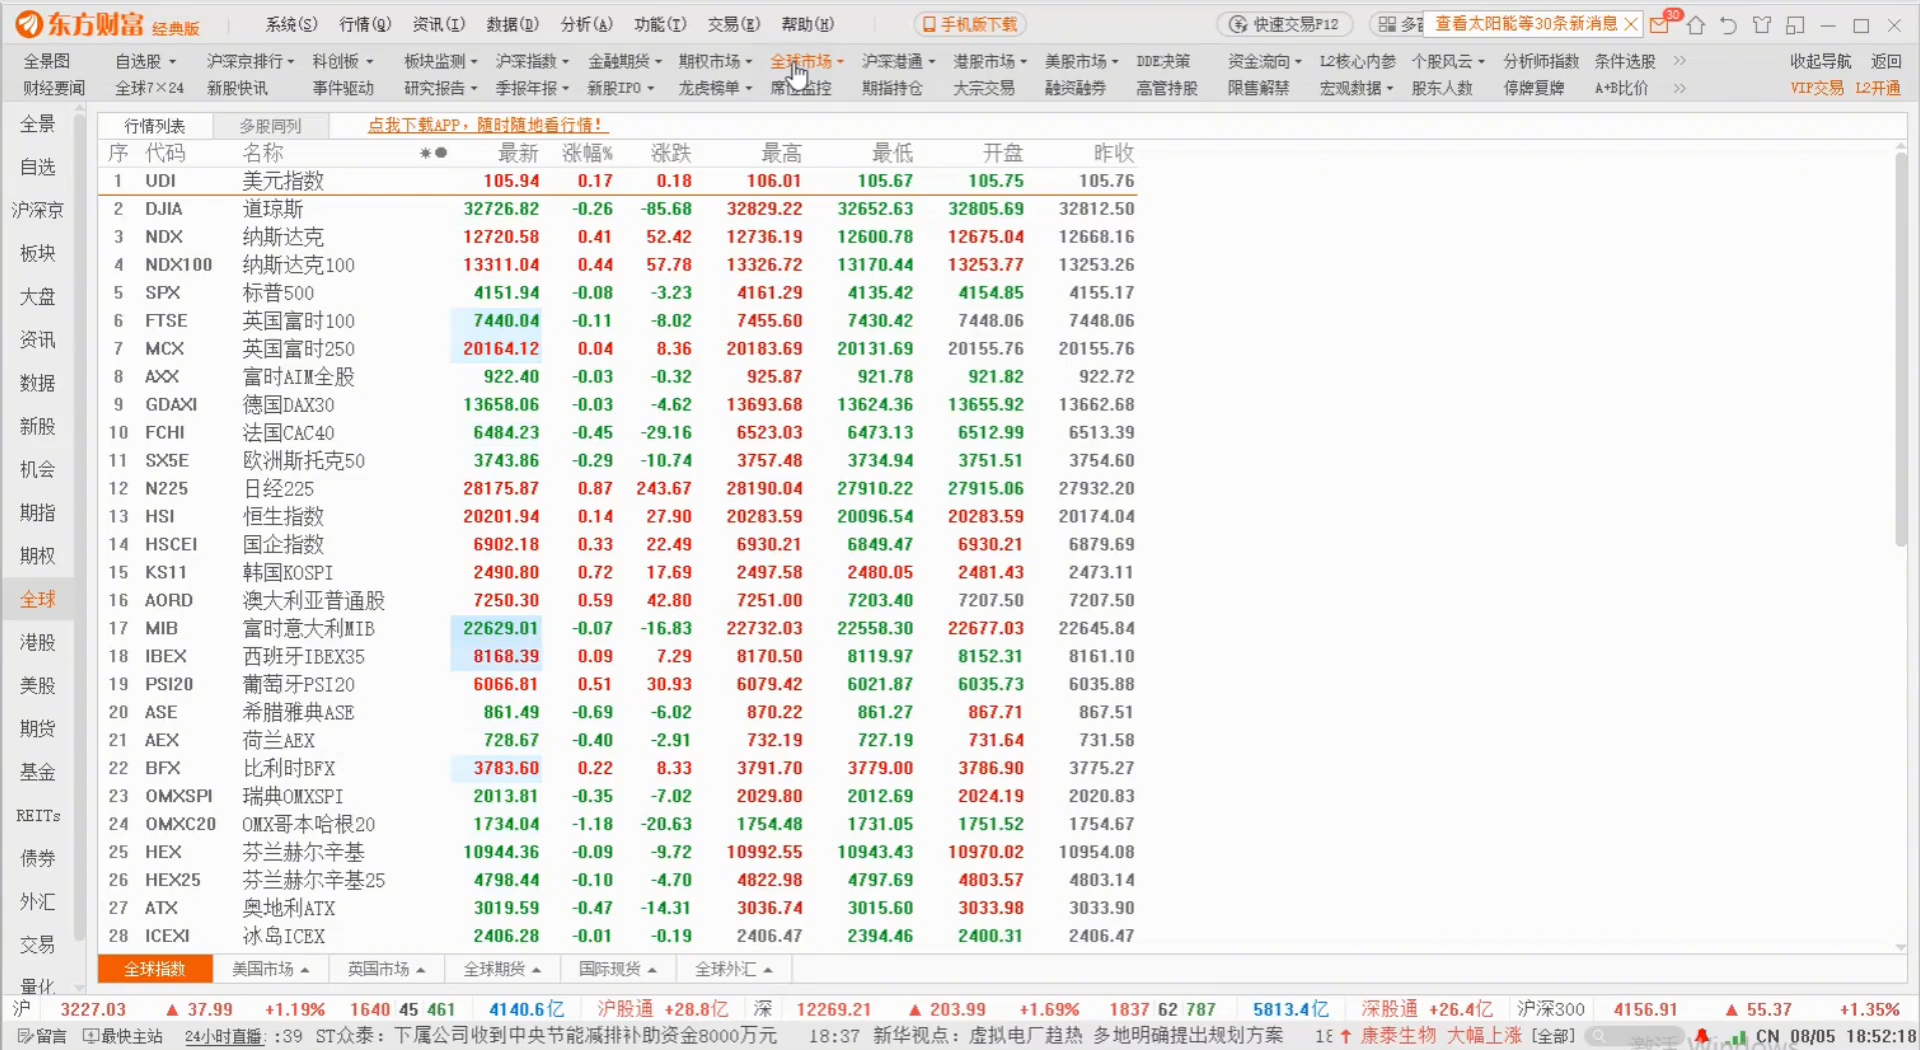 东方财富 经典版 系统(S) 行情(Q) 资讯(I) 数据(D) 分析(A) 功能(T) 交易(E) 帮助(H) 手机版下载 快速交易F12 查看太阳能等30条新消息 30
全景图 自选股 沪深京排行 科创板 板块监测 沪深指数 金融期货 期权市场 全球市场 沪深港通 港股市场 美股市场 DDE决策 资金流向 L2核心内参 个股风云 分析师指数 条件选股 收起导航 返回
财经要闻 全球7×24 新股快讯 事件驱动 研究报告 季报年报 新股IPO 龙虎榜单 席位监控 期指持仓 大宗交易 融资融券 高管持股 限售解禁 宏观数据 股东人数 停牌复牌 A+B比价 VIP交易 L2开通
全景
自选
沪深京
板块
大盘
资讯
数据
新股
机会
期指
期权
全球
港股
美股
期货
基金
REITs
债券
外汇
交易
量化
行情列表 多股同列 点我下载APP，随时随地看行情！
序 代码 名称 最新 涨幅% 涨跌 最高 最低 开盘 昨收
1 UDI 美元指数 105.94 0.17 0.18 106.01 105.67 105.75 105.76
2 DJIA 道琼斯 32726.82 -0.26 -85.68 32829.22 32652.63 32805.69 32812.50
3 NDX 纳斯达克 12720.58 0.41 52.42 12736.19 12600.78 12675.04 12668.16
4 NDX100 纳斯达克100 13311.04 0.44 57.78 13326.72 13170.44 13253.77 13253.26
5 SPX 标普500 4151.94 -0.08 -3.23 4161.29 4135.42 4154.85 4155.17
6 FTSE 英国富时100 7440.04 -0.11 -8.02 7455.60 7430.42 7448.06 7448.06
7 MCX 英国富时250 20164.12 0.04 8.36 20183.69 20131.69 20155.76 20155.76
8 AXX 富时AIM全股 922.40 -0.03 -0.32 925.87 921.78 921.82 922.72
9 GDAXI 德国DAX30 13658.06 -0.03 -4.62 13693.68 13624.36 13655.92 13662.68
10 FCHI 法国CAC40 6484.23 -0.45 -29.16 6523.03 6473.13 6512.99 6513.39
11 SX5E 欧洲斯托克50 3743.86 -0.29 -10.74 3757.48 3734.94 3751.51 3754.60
12 N225 日经225 28175.87 0.87 243.67 28190.04 27910.22 27915.06 27932.20
13 HSI 恒生指数 20201.94 0.14 27.90 20283.59 20096.54 20283.59 20174.04
14 HSCEI 国企指数 6902.18 0.33 22.49 6930.21 6849.47 6930.21 6879.69
15 KS11 韩国KOSPI 2490.80 0.72 17.69 2497.58 2480.05 2481.43 2473.11
16 AORD 澳大利亚普通股 7250.30 0.59 42.80 7251.00 7203.40 7207.50 7207.50
17 MIB 富时意大利MIB 22629.01 -0.07 -16.83 22732.03 22558.30 22677.03 22645.84
18 IBEX 西班牙IBEX35 8168.39 0.09 7.29 8170.50 8119.97 8152.31 8161.10
19 PSI20 葡萄牙PSI20 6066.81 0.51 30.93 6079.42 6021.87 6035.73 6035.88
20 ASE 希腊雅典ASE 861.49 -0.69 -6.02 870.22 861.27 867.71 867.51
21 AEX 荷兰AEX 728.67 -0.40 -2.91 732.19 727.19 731.64 731.58
22 BFX 比利时BFX 3783.60 0.22 8.33 3791.70 3779.00 3786.90 3775.27
23 OMXSPI 瑞典OMXSPI 2013.81 -0.35 -7.02 2029.80 2012.69 2024.19 2020.83
24 OMXC20 OMX哥本哈根20 1734.04 -1.18 -20.63 1754.48 1731.05 1751.52 1754.67
25 HEX 芬兰赫尔辛基 10944.36 -0.09 -9.72 10992.55 10943.43 10970.02 10954.08
26 HEX25 芬兰赫尔辛基25 4798.44 -0.10 -4.70 4822.98 4797.69 4803.57 4803.14
27 ATX 奥地利ATX 3019.59 -0.47 -14.31 3036.74 3015.60 3033.98 3033.90
28 ICEXI 冰岛ICEX 2406.28 -0.01 -0.19 2406.47 2394.46 2400.31 2406.47
全球指数 美国市场 英国市场 全球期货 国际现货 全球外汇
沪 3227.03 ▲ 37.99 +1.19% 1640 45 461 4140.6亿 沪股通 +28.8亿 深 12269.21 ▲ 203.99 +1.69% 1837 62 787 5813.4亿 深股通 +26.4亿 沪深300 4156.91 ▲ 55.37 +1.35%
留言 最快主站 24小时直播: :39 ST众泰：下属公司收到中央节能减排补助资金8000万元 18:37 新华视点：虚拟电厂趋热 多地明确提出规划方案 18 康泰生物 大幅上涨 [全部] CN 08/05 18:52:18